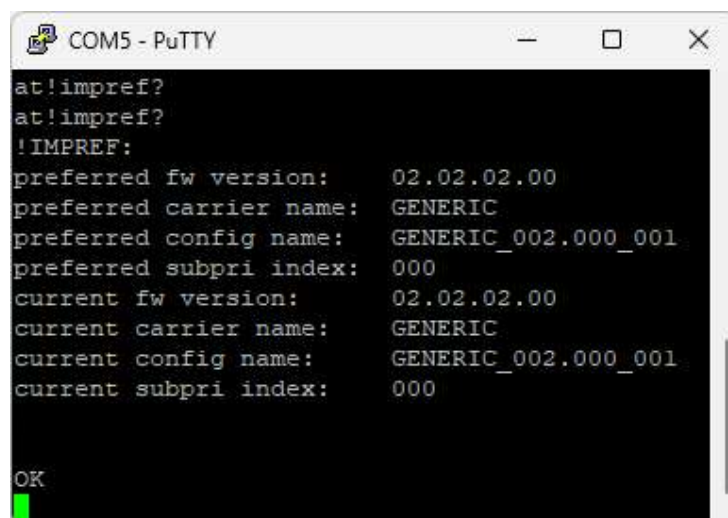 COM5 - PuTTY
at!impref?
at!impref?
!IMPREF:
preferred fw version:    02.02.02.00
preferred carrier name:  GENERIC
preferred config name:   GENERIC_002.000_001
preferred subpri index:  000
current fw version:      02.02.02.00
current carrier name:    GENERIC
current config name:     GENERIC_002.000_001
current subpri index:    000
OK